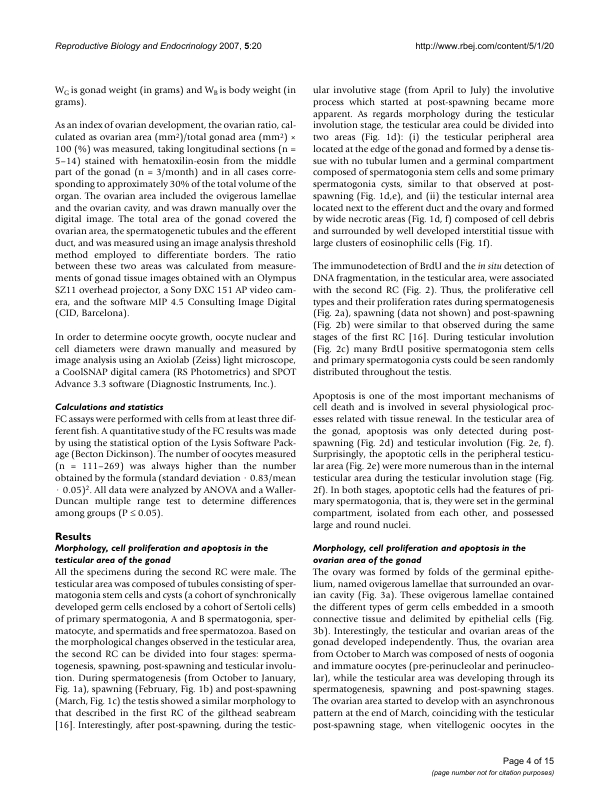 Reproductive Biology and Endocrinology 2007, 5:20
http://www.rbej.com/content/5/1/20
WG is gonad weight (in grams) and WB is body weight (in
grams).
As an index of ovarian development, the ovarian ratio, cal-
culated as ovarian area (mm2)/total gonad area (mm2) ×
100 (%) was measured, taking longitudinal sections (n =
5–14) stained with hematoxilin-eosin from the middle
part of the gonad (n = 3/month) and in all cases corre-
sponding to approximately 30% of the total volume of the
organ. The ovarian area included the ovigerous lamellae
and the ovarian cavity, and was drawn manually over the
digital image. The total area of the gonad covered the
ovarian area, the spermatogenetic tubules and the efferent
duct, and was measured using an image analysis threshold
method employed to differentiate borders. The ratio
between these two areas was calculated from measure-
ments of gonad tissue images obtained with an Olympus
SZ11 overhead projector, a Sony DXC 151 AP video cam-
era, and the software MIP 4.5 Consulting Image Digital
(CID, Barcelona).
In order to determine oocyte growth, oocyte nuclear and
cell diameters were drawn manually and measured by
image analysis using an Axiolab (Zeiss) light microscope,
a CoolSNAP digital camera (RS Photometrics) and SPOT
Advance 3.3 software (Diagnostic Instruments, Inc.).
Calculations and statistics
FC assays were performed with cells from at least three dif-
ferent fish. A quantitative study of the FC results was made
by using the statistical option of the Lysis Software Pack-
age (Becton Dickinson). The number of oocytes measured
(n = 111–269) was always higher than the number
obtained by the formula (standard deviation · 0.83/mean
· 0.05)2. All data were analyzed by ANOVA and a Waller-
Duncan multiple range test to determine differences
among groups (P ≤ 0.05).
Results
Morphology, cell proliferation and apoptosis in the
testicular area of the gonad
All the specimens during the second RC were male. The
testicular area was composed of tubules consisting of sper-
matogonia stem cells and cysts (a cohort of synchronically
developed germ cells enclosed by a cohort of Sertoli cells)
of primary spermatogonia, A and B spermatogonia, sper-
matocyte, and spermatids and free spermatozoa. Based on
the morphological changes observed in the testicular area,
the second RC can be divided into four stages: sperma-
togenesis, spawning, post-spawning and testicular involu-
tion. During spermatogenesis (from October to January,
Fig. 1a), spawning (February, Fig. 1b) and post-spawning
(March, Fig. 1c) the testis showed a similar morphology to
that described in the first RC of the gilthead seabream
[16]. Interestingly, after post-spawning, during the testic-
ular involutive stage (from April to July) the involutive
process which started at post-spawning became more
apparent. As regards morphology during the testicular
involution stage, the testicular area could be divided into
two areas (Fig. 1d): (i) the testicular peripheral area
located at the edge of the gonad and formed by a dense tis-
sue with no tubular lumen and a germinal compartment
composed of spermatogonia stem cells and some primary
spermatogonia cysts, similar to that observed at post-
spawning (Fig. 1d,e), and (ii) the testicular internal area
located next to the efferent duct and the ovary and formed
by wide necrotic areas (Fig. 1d, f) composed of cell debris
and surrounded by well developed interstitial tissue with
large clusters of eosinophilic cells (Fig. 1f).
The immunodetection of BrdU and the in situ detection of
DNA fragmentation, in the testicular area, were associated
with the second RC (Fig. 2). Thus, the proliferative cell
types and their proliferation rates during spermatogenesis
(Fig. 2a), spawning (data not shown) and post-spawning
(Fig. 2b) were similar to that observed during the same
stages of the first RC [16]. During testicular involution
(Fig. 2c) many BrdU positive spermatogonia stem cells
and primary spermatogonia cysts could be seen randomly
distributed throughout the testis.
Apoptosis is one of the most important mechanisms of
cell death and is involved in several physiological proc-
esses related with tissue renewal. In the testicular area of
the gonad, apoptosis was only detected during post-
spawning (Fig. 2d) and testicular involution (Fig. 2e, f).
Surprisingly, the apoptotic cells in the peripheral testicu-
lar area (Fig. 2e) were more numerous than in the internal
testicular area during the testicular involution stage (Fig.
2f). In both stages, apoptotic cells had the features of pri-
mary spermatogonia, that is, they were set in the germinal
compartment, isolated from each other, and possessed
large and round nuclei.
Morphology, cell proliferation and apoptosis in the
ovarian area of the gonad
The ovary was formed by folds of the germinal epithe-
lium, named ovigerous lamellae that surrounded an ovar-
ian cavity (Fig. 3a). These ovigerous lamellae contained
the different types of germ cells embedded in a smooth
connective tissue and delimited by epithelial cells (Fig.
3b). Interestingly, the testicular and ovarian areas of the
gonad developed independently. Thus, the ovarian area
from October to March was composed of nests of oogonia
and immature oocytes (pre-perinucleolar and perinucleo-
lar), while the testicular area was developing through its
spermatogenesis, spawning and post-spawning stages.
The ovarian area started to develop with an asynchronous
pattern at the end of March, coinciding with the testicular
post-spawning stage, when vitellogenic oocytes in the
Page 4 of 15
(page number not for citation purposes)